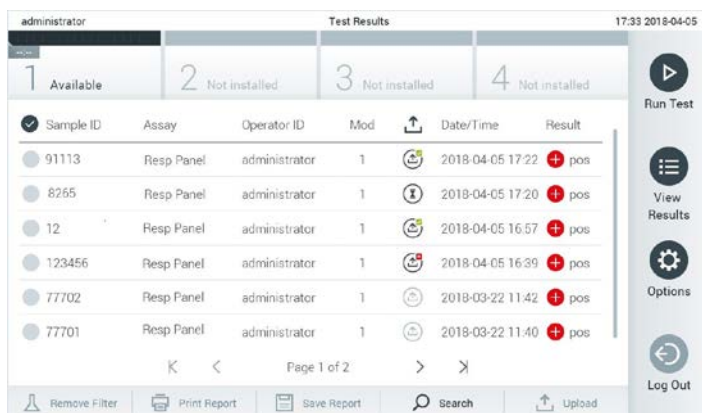 administrator Test Results 17:33 2018-04-05
1 Available 2 Not installed 3 Not installed 4 Not installed
Run Test
Sample ID Assay Operator ID Mod Date/Time Result
91113 Resp Panel administrator 1 2018-04-05 17:22 pos
8265 Resp Panel administrator 1 2018-04-05 17:20 pos
View
Results
12 Resp Panel administrator 1 2018-04-05 16:57 pos
123456 Resp Panel administrator 1 2018-04-05 16:39 pos
Options
77702 Resp Panel administrator 1 2018-03-22 11:42 pos
77701 Resp Panel administrator 1 2018-03-22 11:40 pos
Page 1 of 2
Log Out
Remove Filter Print Report Save Report Search Upload